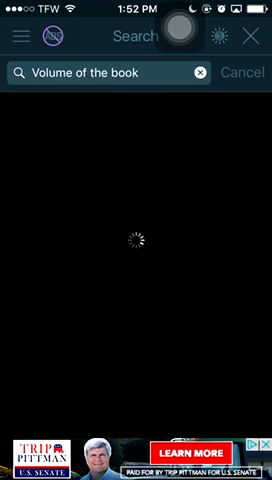 TFW 1:52 PM
ADS Search
Volume of the book Cancel
TRIP
PITTMAN
U.S. SENATE
LEARN MORE
PAID FOR BY TRIP PITTMAN FOR U.S. SENATE